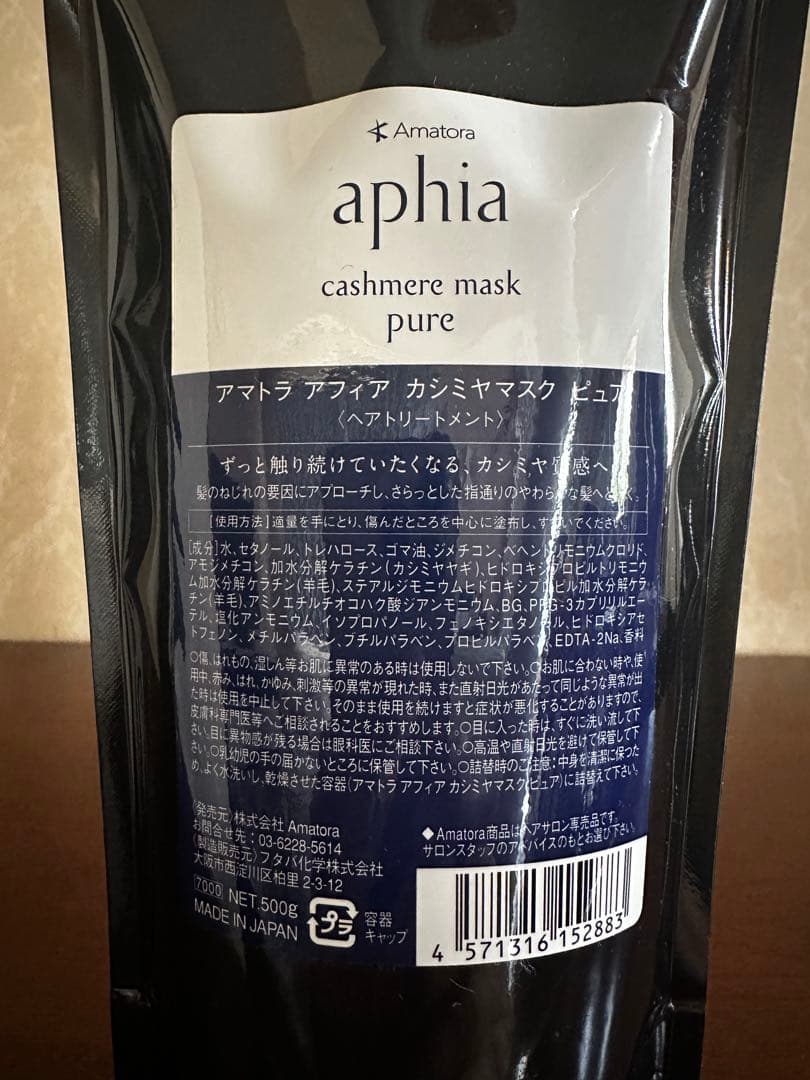 Amatora
aphia
cashmere mask
pure
アマトラ アフィア カシミヤマスク ピュア
〈ヘアトリートメント〉
ずっと触り続けていたくなる、カシミヤ質感へ
髪のねじれの要因にアプローチし、さらっとした指通りのやわらかな髪へ
[使用方法]適量を手にとり、傷んだところを中心に塗布し、すすいでください。
[成分]水、セタノール、トレハロース、ゴマ油、ジメチコン、ベヘントリモニウムクロリド、
アモジメチコン、加水分解ケラチン(カシミヤヤギ)、ヒドロキシプロピルトリモニウ
ム加水分解ケラチン(羊毛)、ステアルジモニウムヒドロキシプロピル加水分解ケラ
チン(羊毛)、アミノエチルチオコハク酸ジアンモニウム、BG、PPG-3カプリリルエー
テル、塩化アンモニウム、イソプロパノール、フェノキシエタノール、ヒドロキシアセ
トフェノン、メチルパラベン、ブチルパラベン、プロピルパラベン、EDTA-2Na、香料
○傷、はれもの、湿しん等お肌に異常のある時は使用しないで下さい。○お肌に合わない時や、使
用中、赤み、はれ、かゆみ、刺激等の異常が現れた時、また直射日光があたって同じような異常が出
た時は使用を中止して下さい。そのまま使用を続けますと症状が悪化することがありますので、
皮膚科専門医等へご相談されることをおすすめします。○目に入った時は、すぐに洗い流して下
さい。目に異物感が残る場合は眼科医にご相談下さい。○高温や直射日光を避けて保管して下
さい。○乳幼児の手の届かないところに保管して下さい。○詰替時のご注意:中身を清潔に保つた
め、よく水洗いし、乾燥させた容器(アマトラ アフィア カシミヤマスク ピュア)に詰替えて下さい。
〈発売元〉株式会社 Amatora
お問合せ先:03-6228-5614
〈製造販売元〉フタバ化学株式会社
大阪市西淀川区柏里 2-3-12
7000 NET.500g
MADE IN JAPAN
プラ
容器
キャップ
◆Amatora商品はヘアサロン専売品です。
サロンスタッフのアドバイスのもとお選び下さい。
4 571316 152883